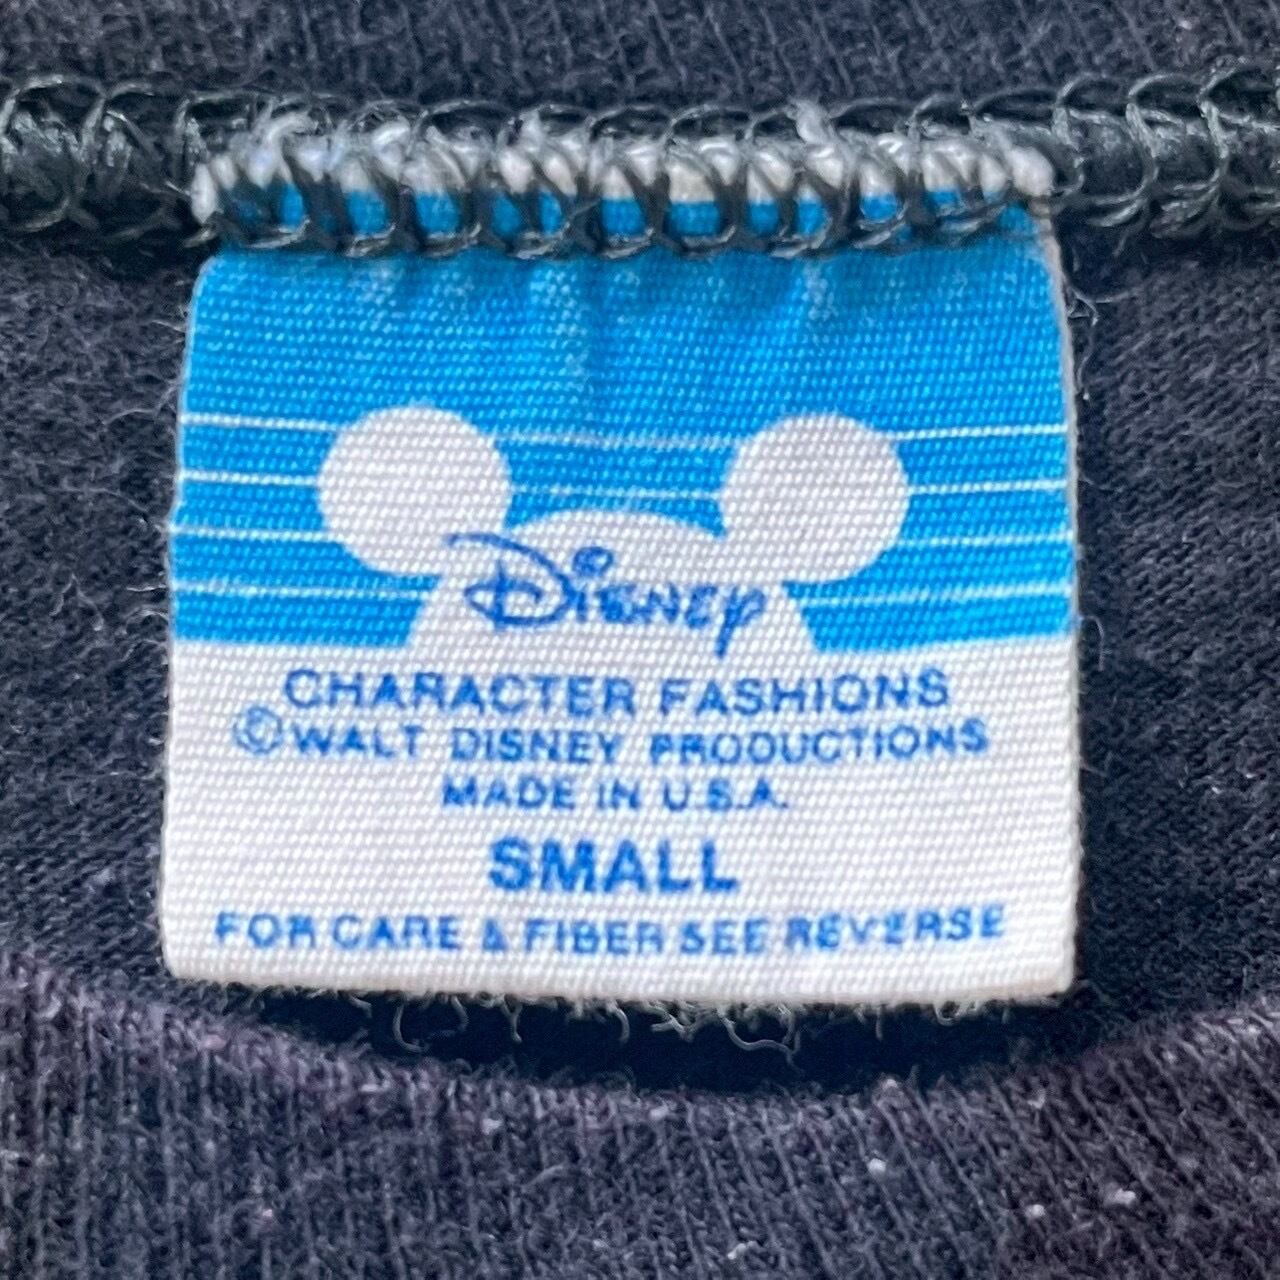 Disney
CHARACTER FASHIONS
©WALT DISNEY PRODUCTIONS
MADE IN U.S.A.
SMALL
FOR CARE & FIBER SEE REVERSE